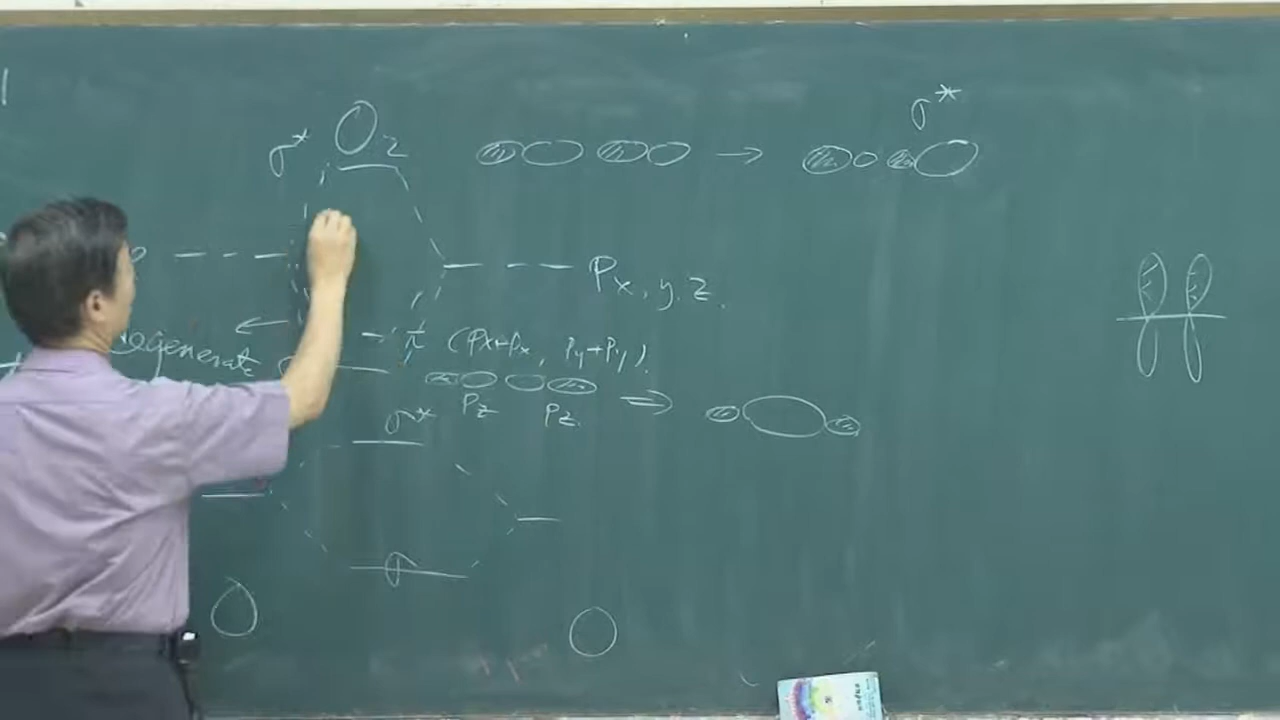 σ* O₂ σ*
Px, y, z.
π (Px+Px, Py+Py).
degenerate
Pz Pz
σ*
σ
O O